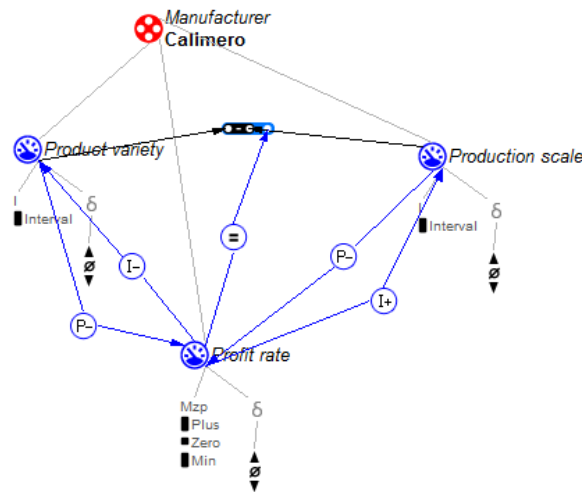 Manufacturer
Calimero
Product variety
Production scale
I
Interval
δ
ø
I
Interval
δ
ø
=
P-
I-
I+
P-
Profit rate
Mzp
Plus
Zero
Min
δ
ø